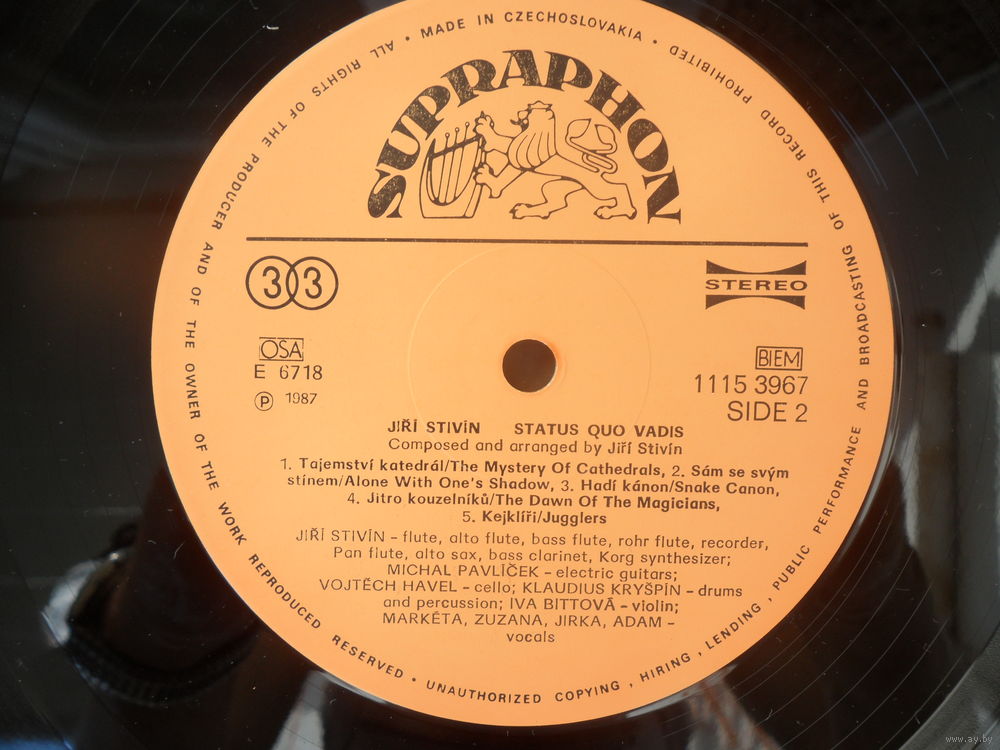 SUPRAPHON
33
STEREO
OSA
E 6718
Ⓟ 1987
BIEM
1115 3967
SIDE 2
JIŘÍ STIVÍN STATUS QUO VADIS
Composed and arranged by Jiří Stivín
1. Tajemství katedrál/The Mystery Of Cathedrals, 2. Sám se svým
stínem/Alone With One's Shadow, 3. Hadí kánon/Snake Canon,
4. Jitro kouzelníků/The Dawn Of The Magicians,
5. Kejklíři/Jugglers
JIŘÍ STIVÍN – flute, alto flute, bass flute, rohr flute, recorder,
Pan flute, alto sax, bass clarinet, Korg synthesizer;
MICHAL PAVLÍČEK – electric guitars;
VOJTĚCH HAVEL – cello; KLAUDIUS KRYŠPÍN – drums
and percussion; IVA BITTOVÁ – violin;
MARKÉTA, ZUZANA, JIRKA, ADAM –
vocals
• MADE IN CZECHOSLOVAKIA •
ALL RIGHTS OF THE PRODUCER AND OF THE OWNER OF THE WORK REPRODUCED RESERVED • UNAUTHORIZED COPYING, HIRING, LENDING, PUBLIC PERFORMANCE AND BROADCASTING OF THIS RECORD PROHIBITED
www.ay.by